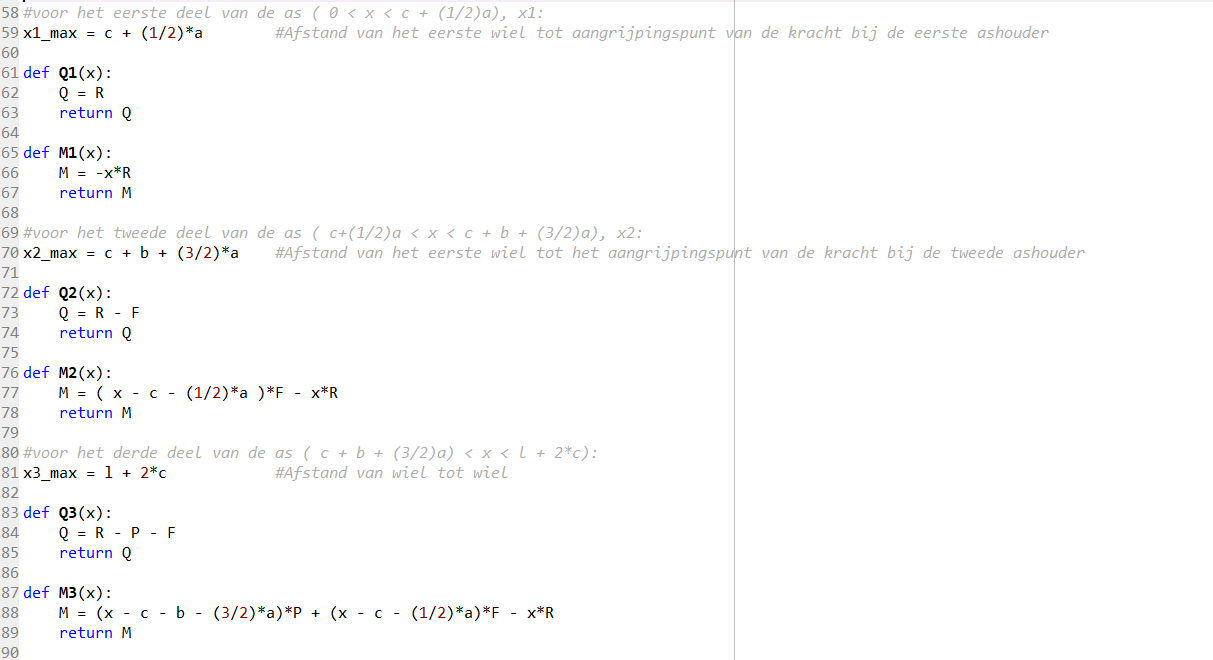 58 #voor het eerste deel van de as ( 0 < x < c + (1/2)a), x1:
59 x1_max = c + (1/2)*a        #Afstand van het eerste wiel tot aangrijpingspunt van de kracht bij de eerste ashouder
60
61 def Q1(x):
62     Q = R
63     return Q
64
65 def M1(x):
66     M = -x*R
67     return M
68
69 #voor het tweede deel van de as ( c+(1/2)a < x < c + b + (3/2)a), x2:
70 x2_max = c + b + (3/2)*a    #Afstand van het eerste wiel tot het aangrijpingspunt van de kracht bij de tweede ashouder
71
72 def Q2(x):
73     Q = R - F
74     return Q
75
76 def M2(x):
77     M = ( x - c - (1/2)*a )*F - x*R
78     return M
79
80 #voor het derde deel van de as ( c + b + (3/2)a) < x < l + 2*c):
81 x3_max = l + 2*c            #Afstand van wiel tot wiel
82
83 def Q3(x):
84     Q = R - P - F
85     return Q
86
87 def M3(x):
88     M = (x - c - b - (3/2)*a)*P + (x - c - (1/2)*a)*F - x*R
89     return M
90